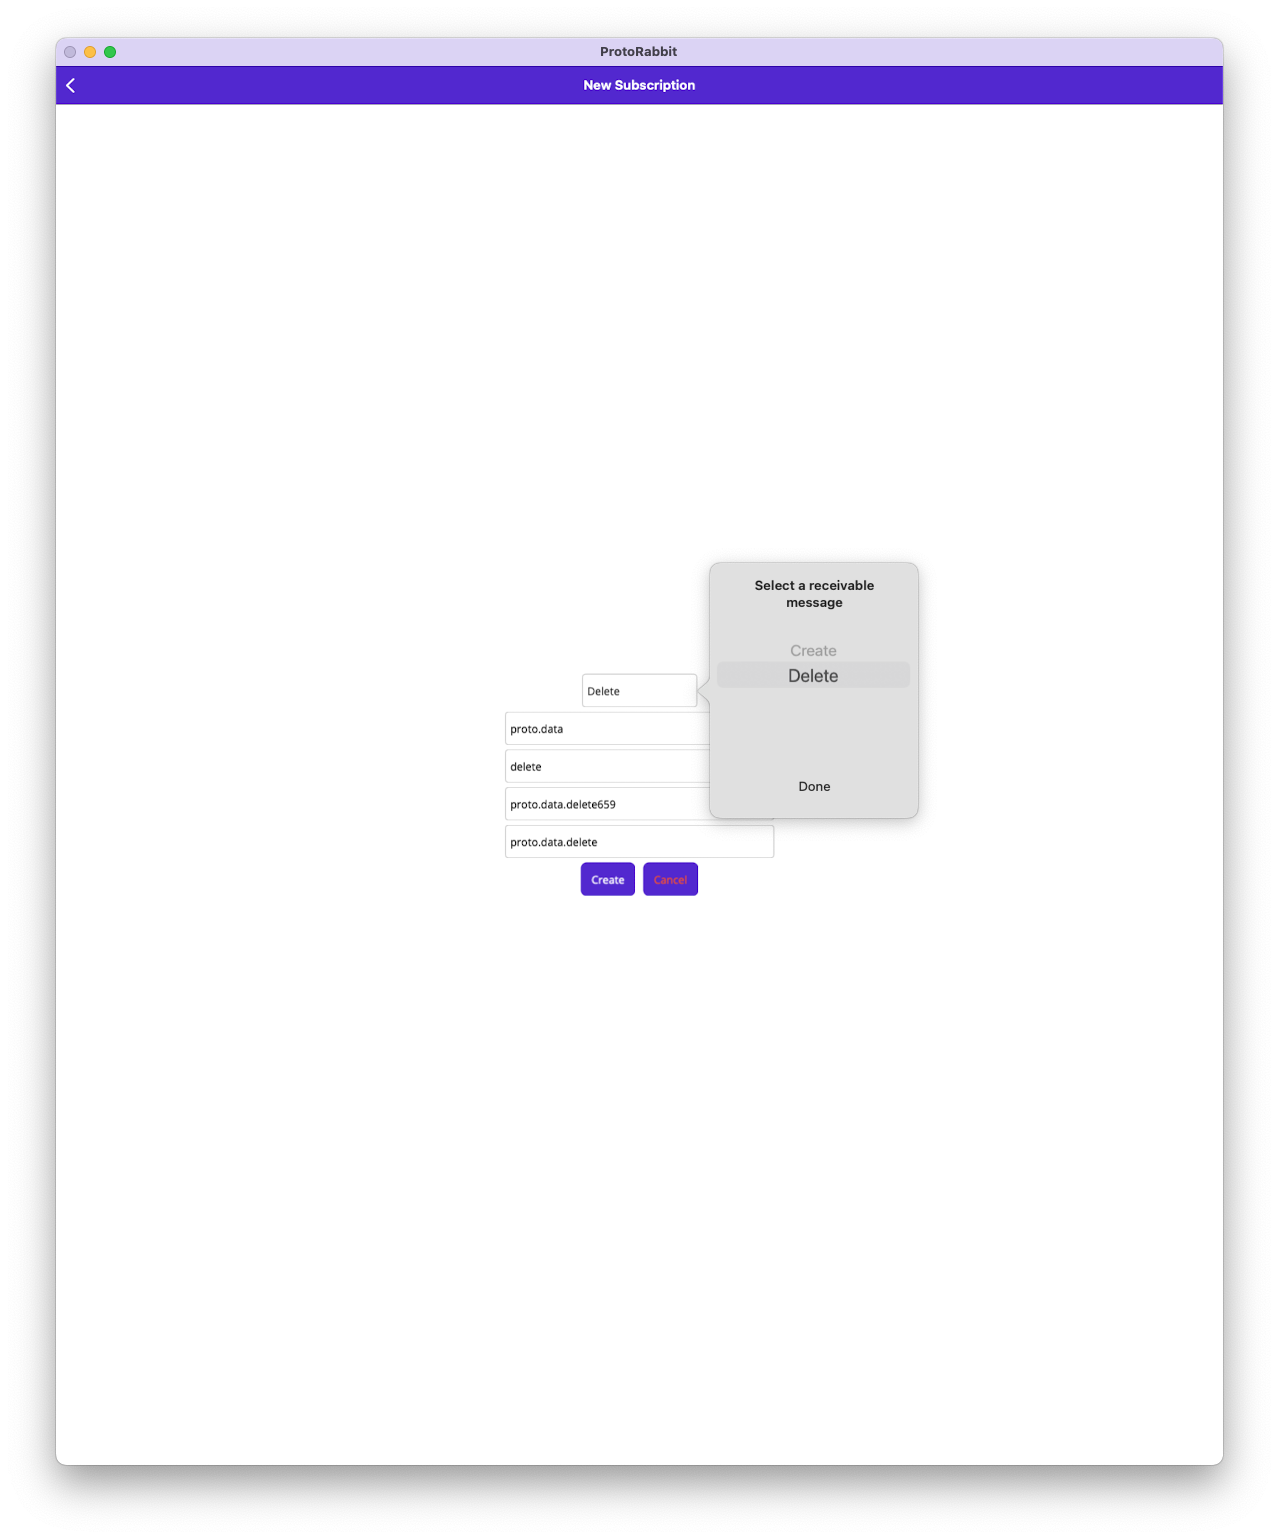 ProtoRabbit
New Subscription
Select a receivable
message
Create
Delete
Done
Delete
proto.data
delete
proto.data.delete659
proto.data.delete
Create
Cancel